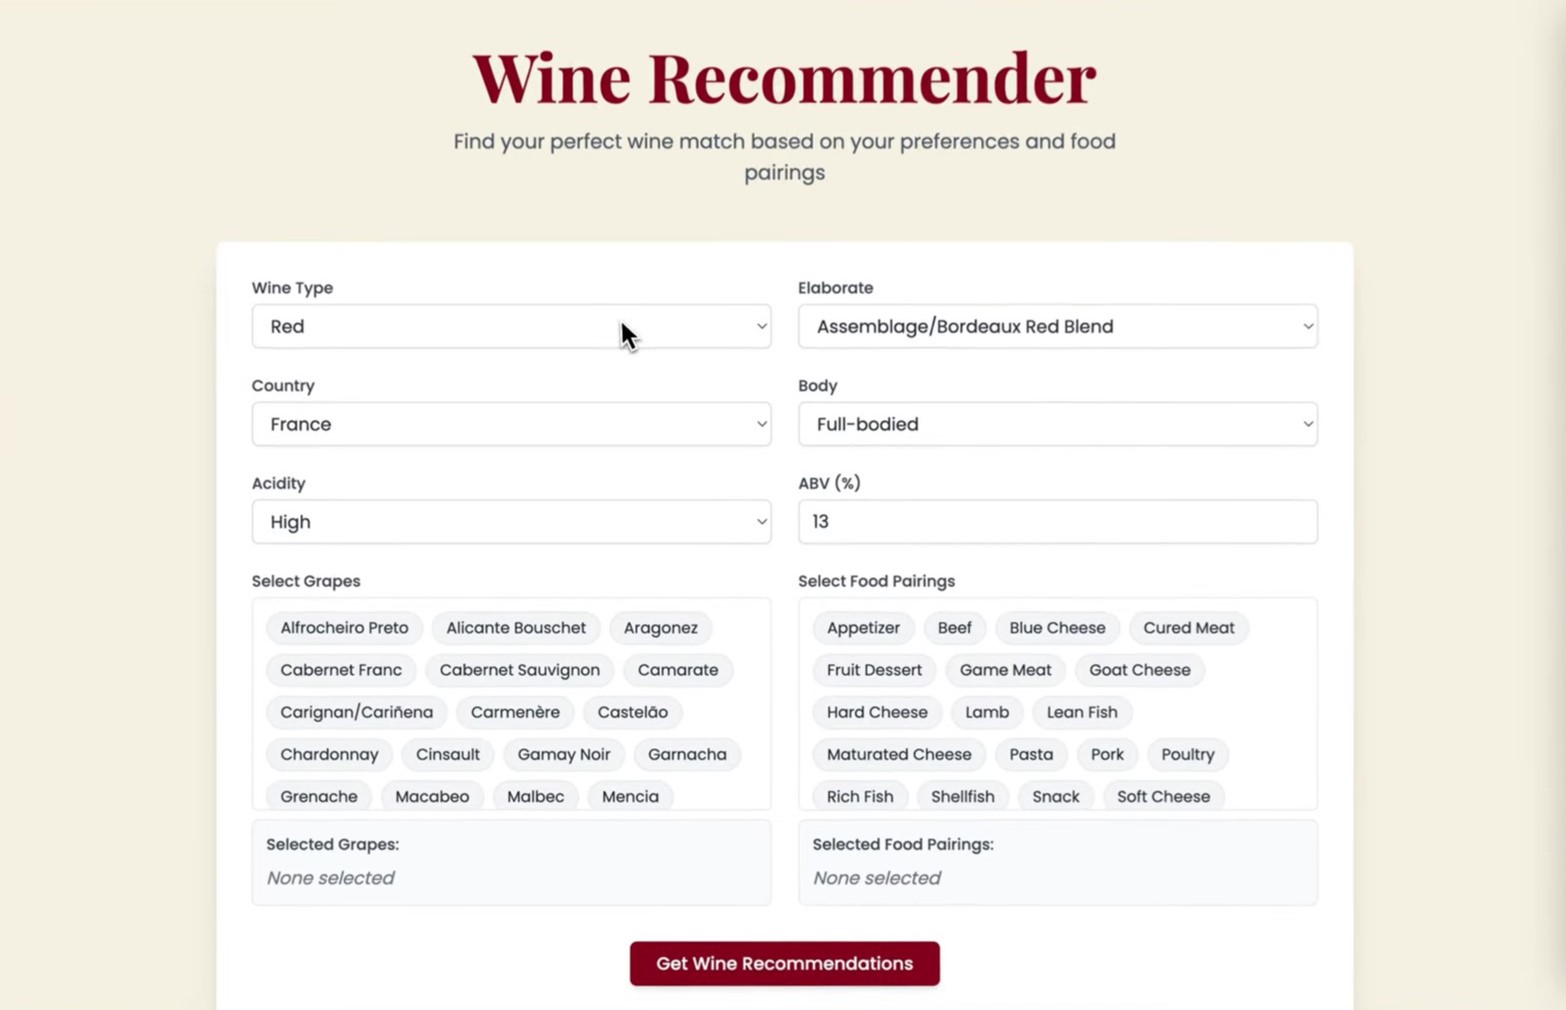 Wine Recommender
Find your perfect wine match based on your preferences and food
pairings
Wine Type
Elaborate
Red
Assemblage/Bordeaux Red Blend
Country
Body
France
Full-bodied
Acidity
ABV (%)
High
13
Select Grapes
Alfrocheiro Preto Alicante Bouschet Aragonez
Cabernet Franc Cabernet Sauvignon Camarate
Carignan/Cariñena Carmenère Castelão
Chardonnay Cinsault Gamay Noir Garnacha
Grenache Macabeo Malbec Mencia
Selected Grapes:
None selected
Select Food Pairings
Appetizer Beef Blue Cheese Cured Meat
Fruit Dessert Game Meat Goat Cheese
Hard Cheese Lamb Lean Fish
Maturated Cheese Pasta Pork Poultry
Rich Fish Shellfish Snack Soft Cheese
Selected Food Pairings:
None selected
Get Wine Recommendations